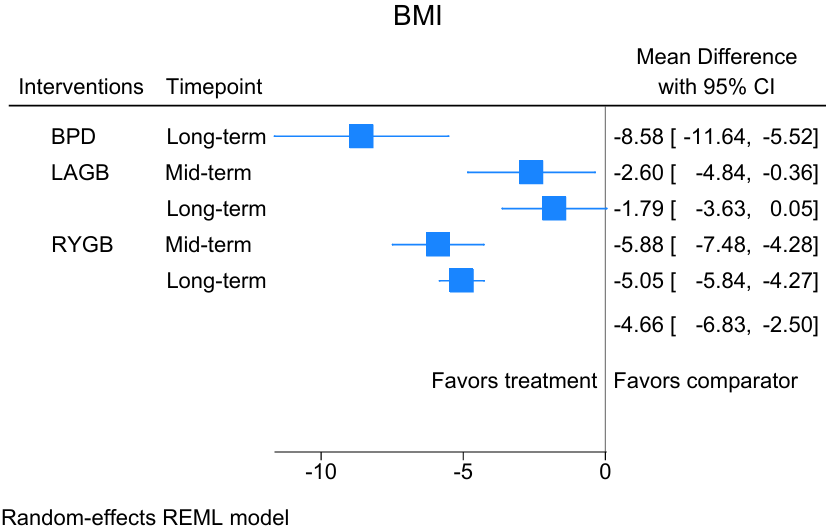 BMI
Mean Difference
Interventions Timepoint with 95% CI
BPD Long-term -8.58 [ -11.64, -5.52]
LAGB Mid-term -2.60 [ -4.84, -0.36]
Long-term -1.79 [ -3.63, 0.05]
RYGB Mid-term -5.88 [ -7.48, -4.28]
Long-term -5.05 [ -5.84, -4.27]
-4.66 [ -6.83, -2.50]
Favors treatment Favors comparator
-10 -5 0
Random-effects REML model